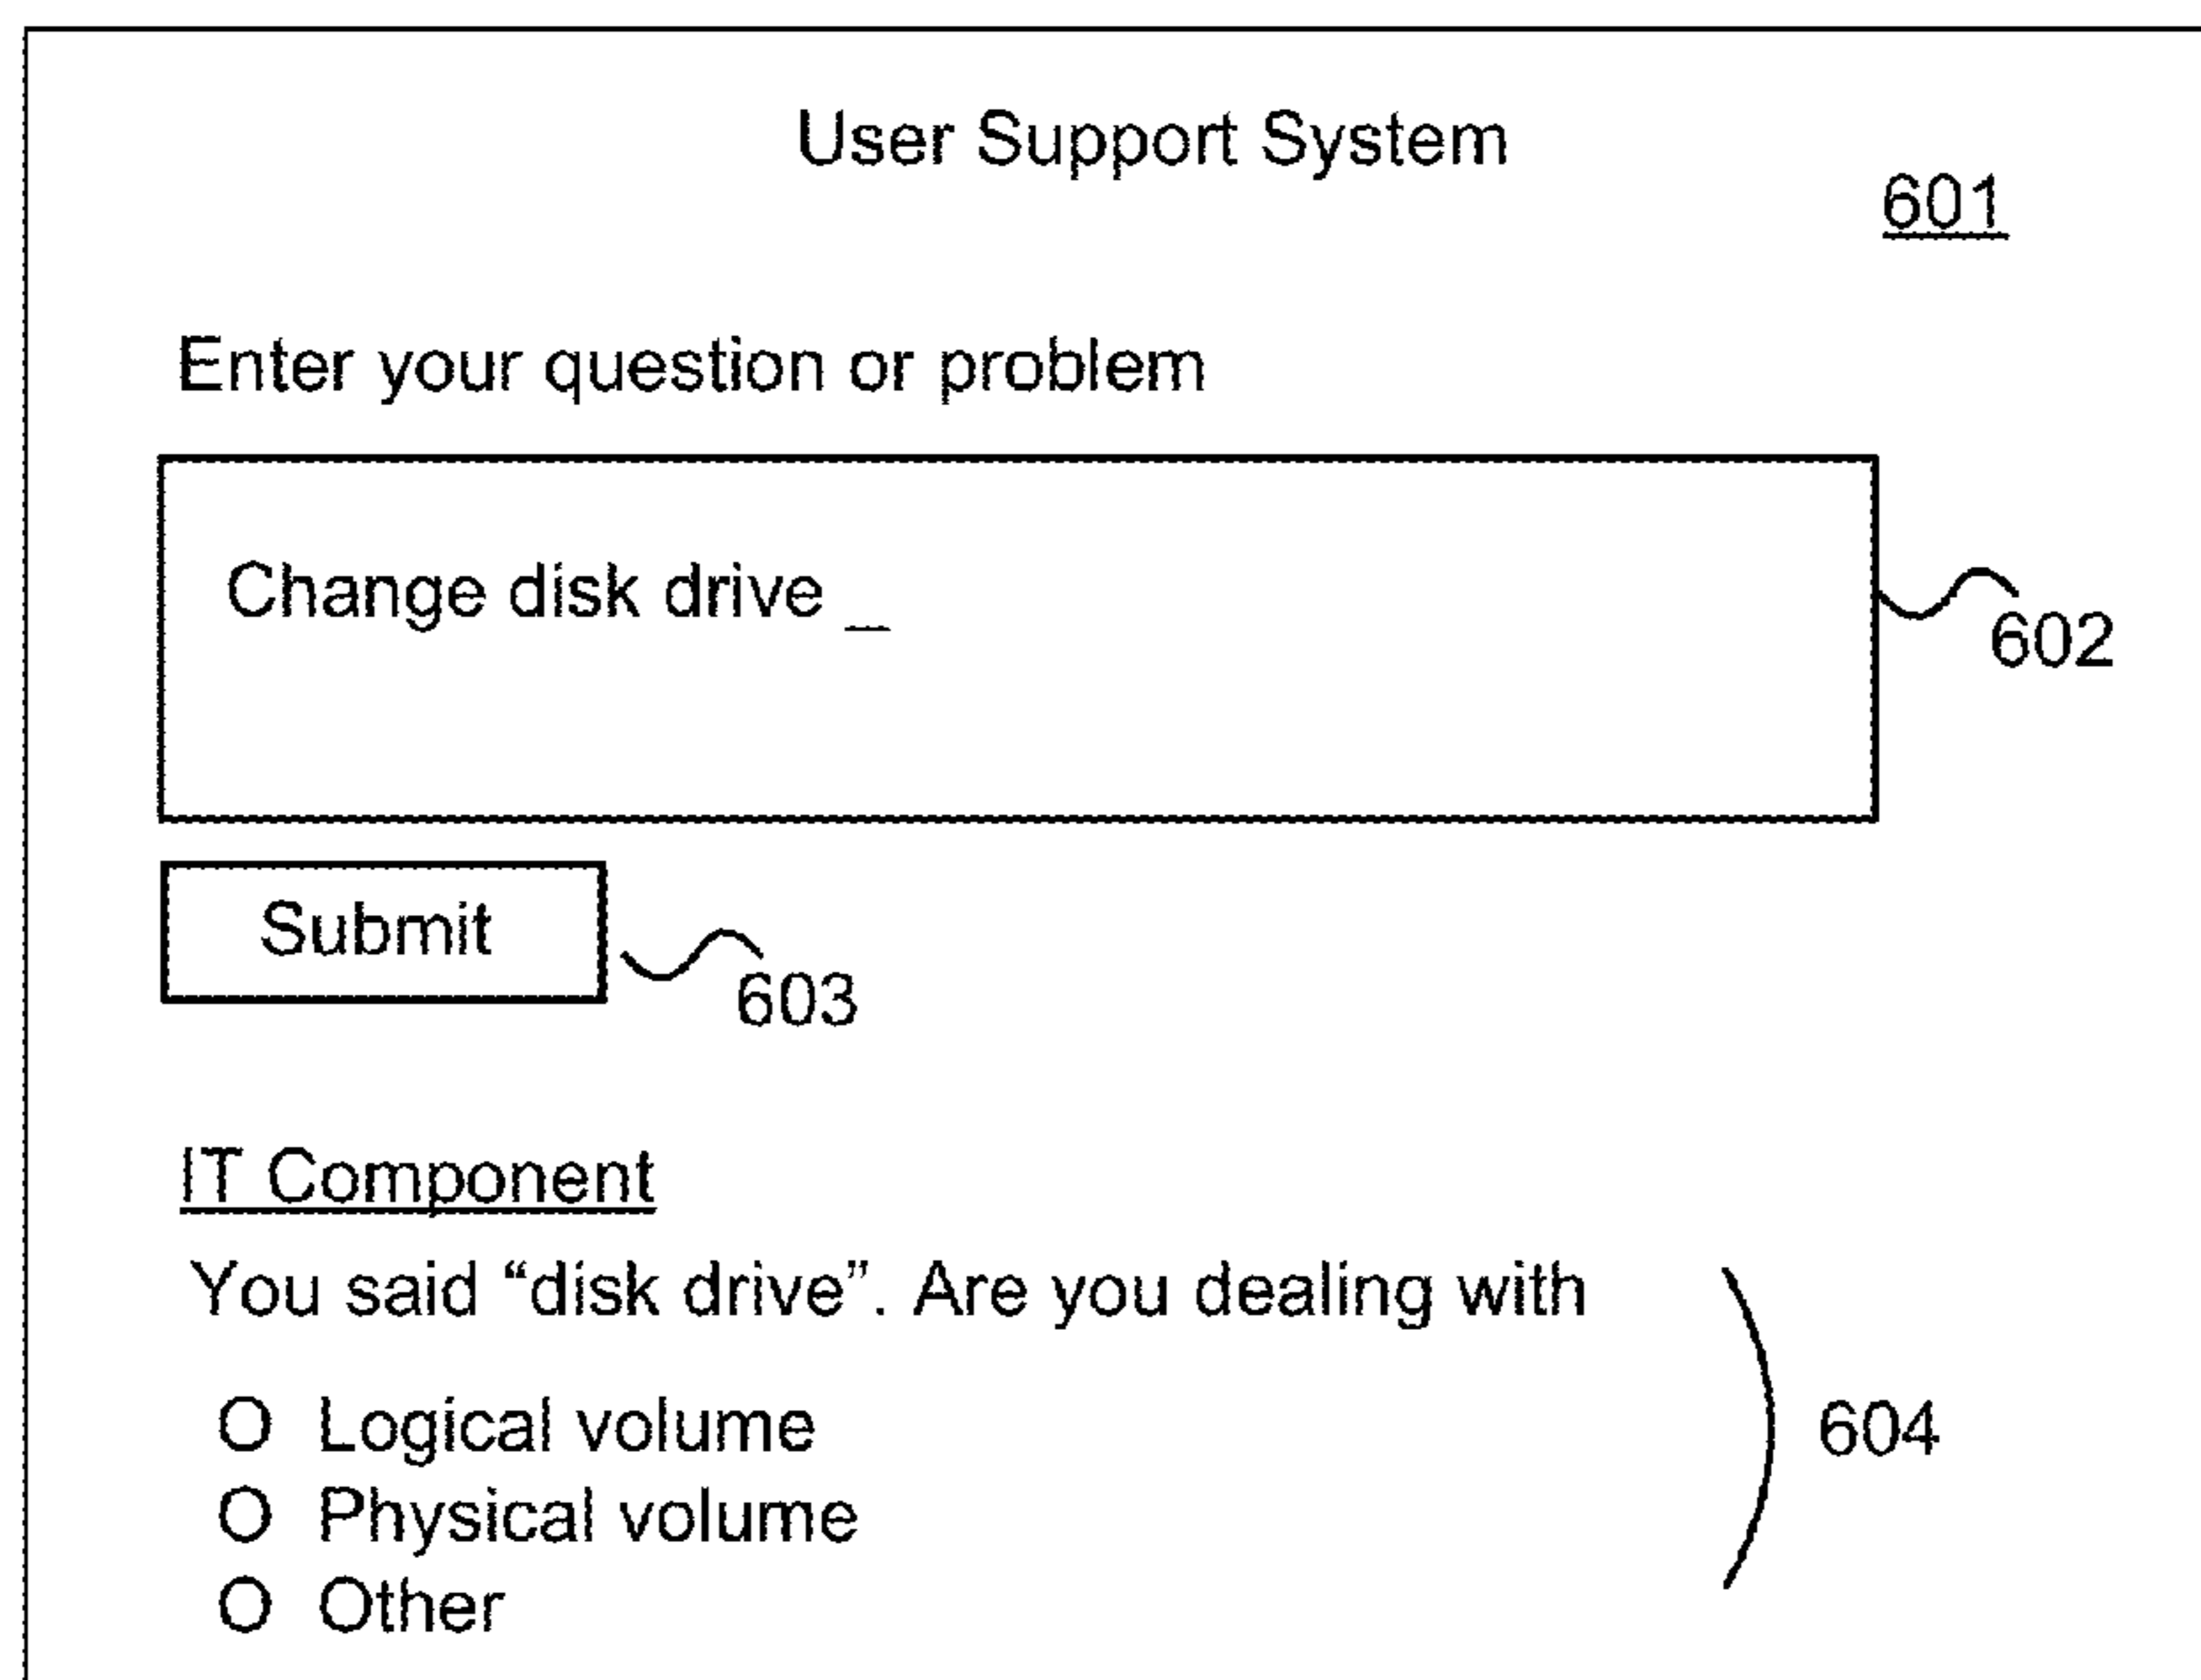 User Support System
601
Enter your question or problem
Change disk drive _
602
Submit
603
IT Component
You said “disk drive”. Are you dealing with
O Logical volume
O Physical volume
O Other
604